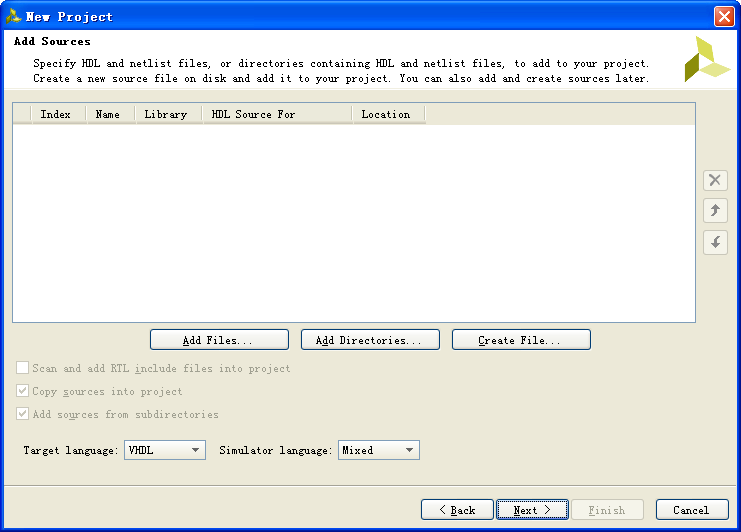 New Project
Add Sources
Specify HDL and netlist files, or directories containing HDL and netlist files, to add to your project.
Create a new source file on disk and add it to your project. You can also add and create sources later.
Index Name Library HDL Source For Location
Add Files... Add Directories... Create File...
Scan and add RTL include files into project
Copy sources into project
Add sources from subdirectories
Target language: VHDL Simulator language: Mixed
< Back Next > Finish Cancel